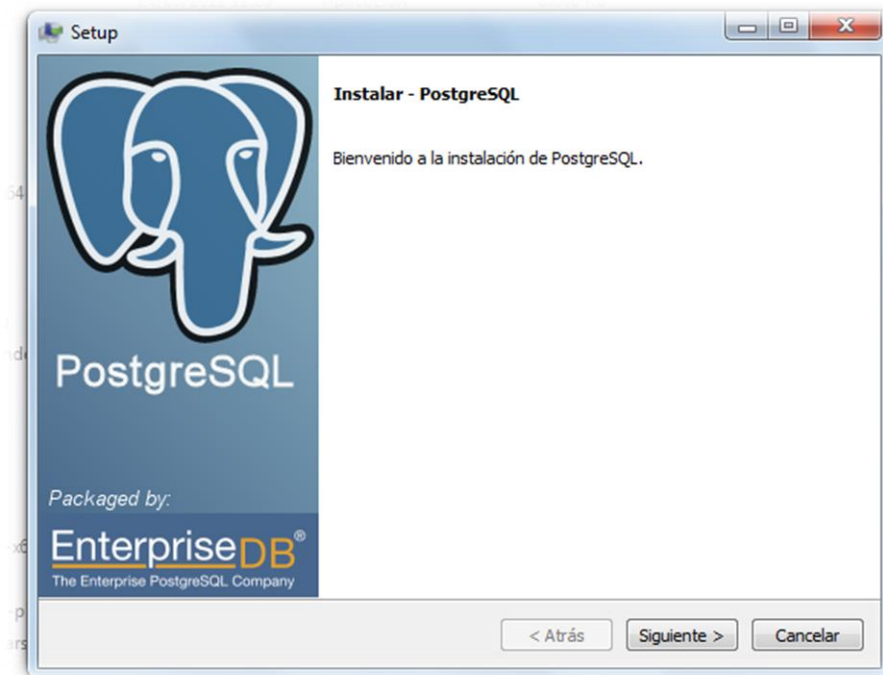 Setup
Instalar - PostgreSQL
Bienvenido a la instalación de PostgreSQL.
PostgreSQL
Packaged by:
EnterpriseDB®
The Enterprise PostgreSQL Company
< Atrás
Siguiente >
Cancelar